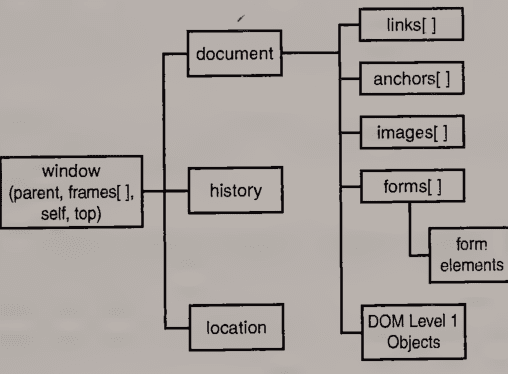 window
(parent, frames[ ],
self, top)
document
history
location
links[ ]
anchors[ ]
images[ ]
forms[ ]
form
elements
DOM Level 1
Objects